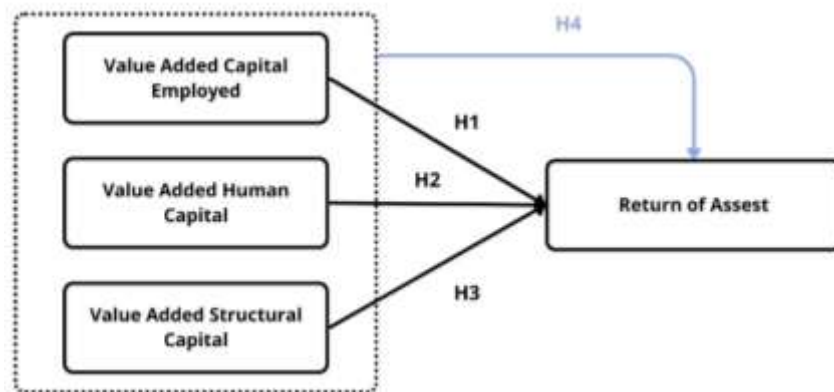 H4
Value Added Capital
Employed
H1
Value Added Human
Capital
H2
Return of Assest
H3
Value Added Structural
Capital